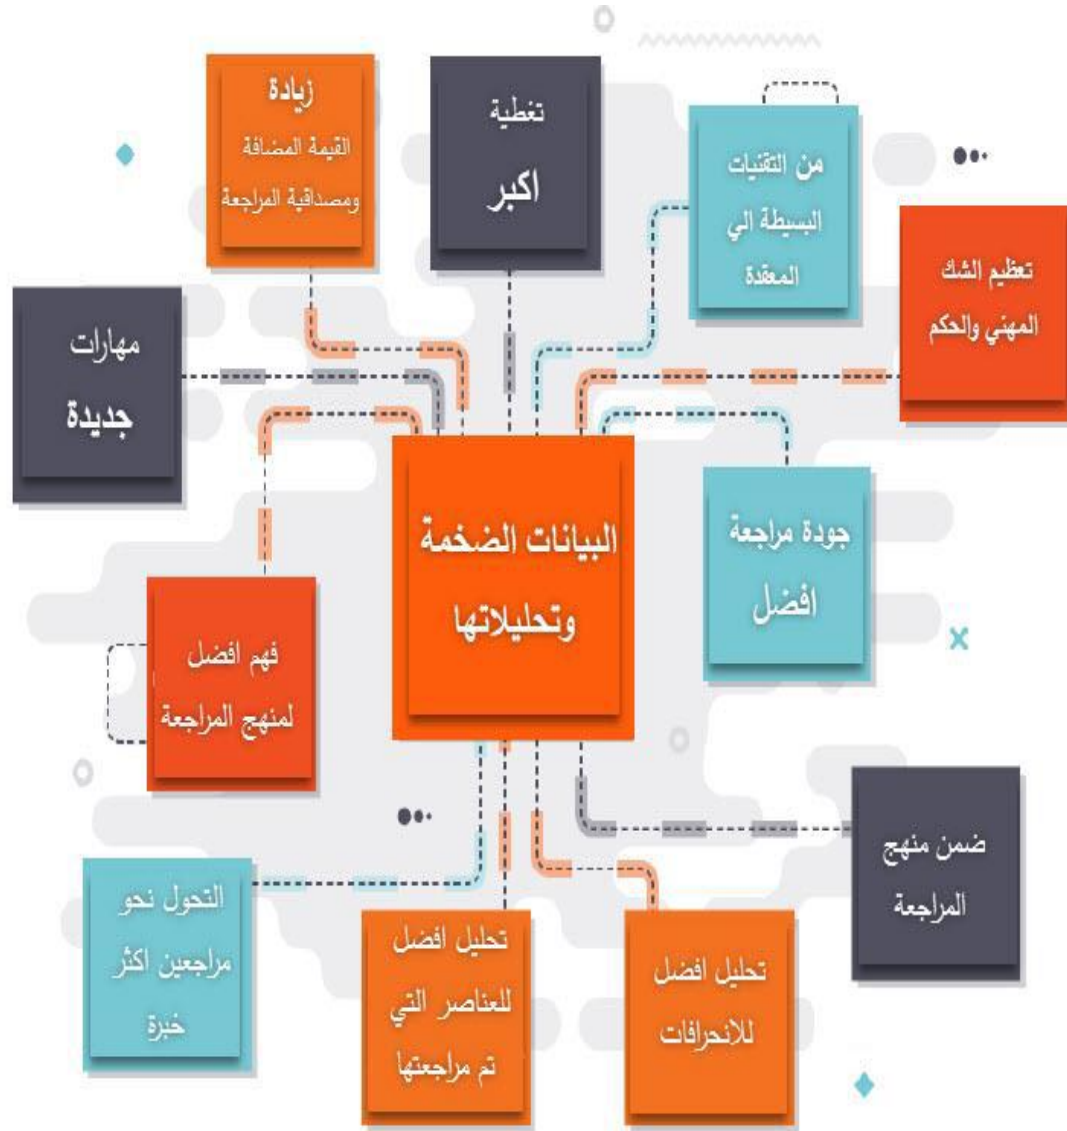 زيادة
القيمة المضافة
ومصداقية المراجعة
تغطية
اكبر
من التقنيات
البسيطة الي
المعقدة
تعظيم الشك
المهني والحكم
مهارات
جديدة
البيانات الضخمة
وتحليلاتها
جودة مراجعة
افضل
فهم افضل
لمنهج المراجعة
ضمن منهج
المراجعة
التحول نحو
مراجعين اكثر
خبرة
تحليل افضل
للعناصر التي
تم مراجعتها
تحليل افضل
للانحرافات